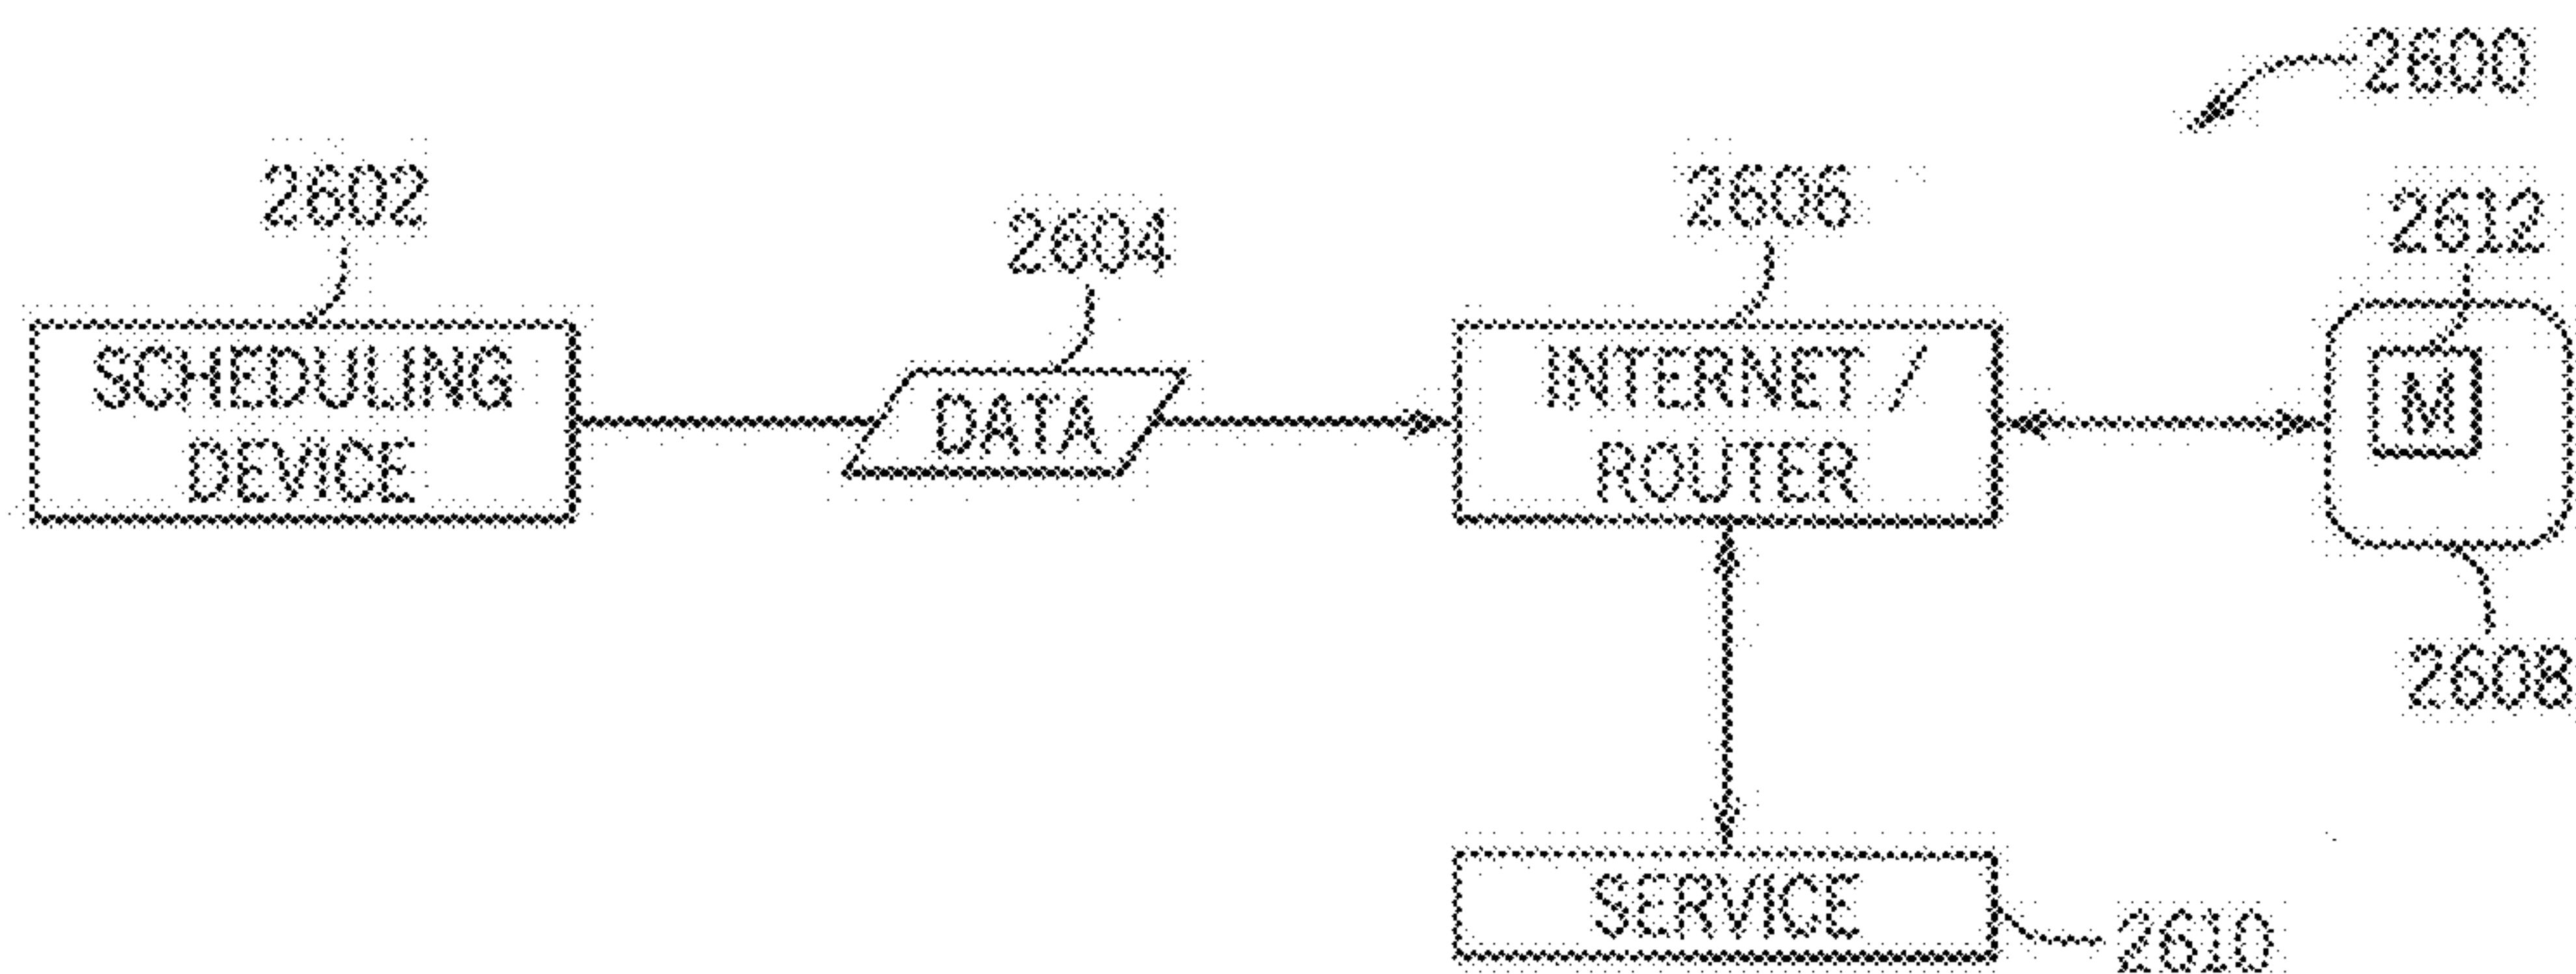 2600
2602
2604
2606
2612
SCHEDULING
DEVICE
DATA
INTERNET /
ROUTER
M
2608
SERVICE
2610